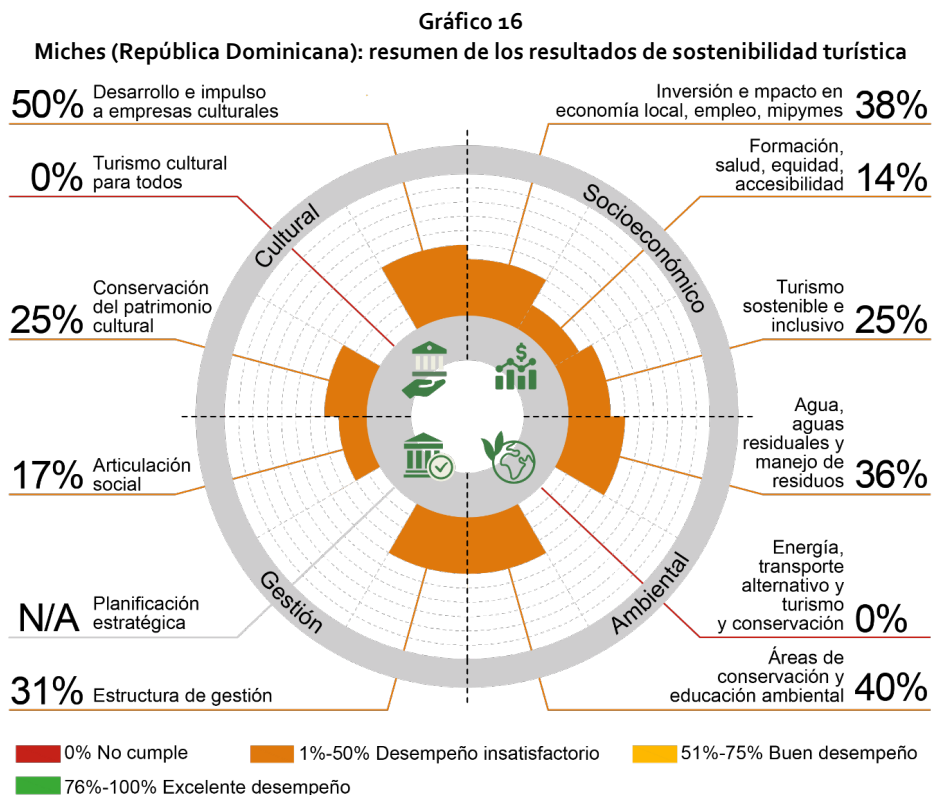 Gráfico 16
Miches (República Dominicana): resumen de los resultados de sostenibilidad turística
50%
Desarrollo e impulso
a empresas culturales
0%
Turismo cultural
para todos
25%
Conservación
del patrimonio
cultural
17%
Articulación
social
N/A
Planificación
estratégica
31%
Estructura de gestión
Inversión e mpacto en
economía local, empleo, mipymes
38%
Formación,
salud, equidad,
accesibilidad
14%
Turismo
sostenible e
inclusivo
25%
Agua,
aguas
residuales y
manejo de
residuos
36%
Energía,
transporte
alternativo y
turismo
y conservación
0%
Áreas de
conservación y
educación ambiental
40%
Cultural
Socioeconómico
Gestión
Ambiental
$
0% No cumple
1%-50% Desempeño insatisfactorio
51%-75% Buen desempeño
76%-100% Excelente desempeño